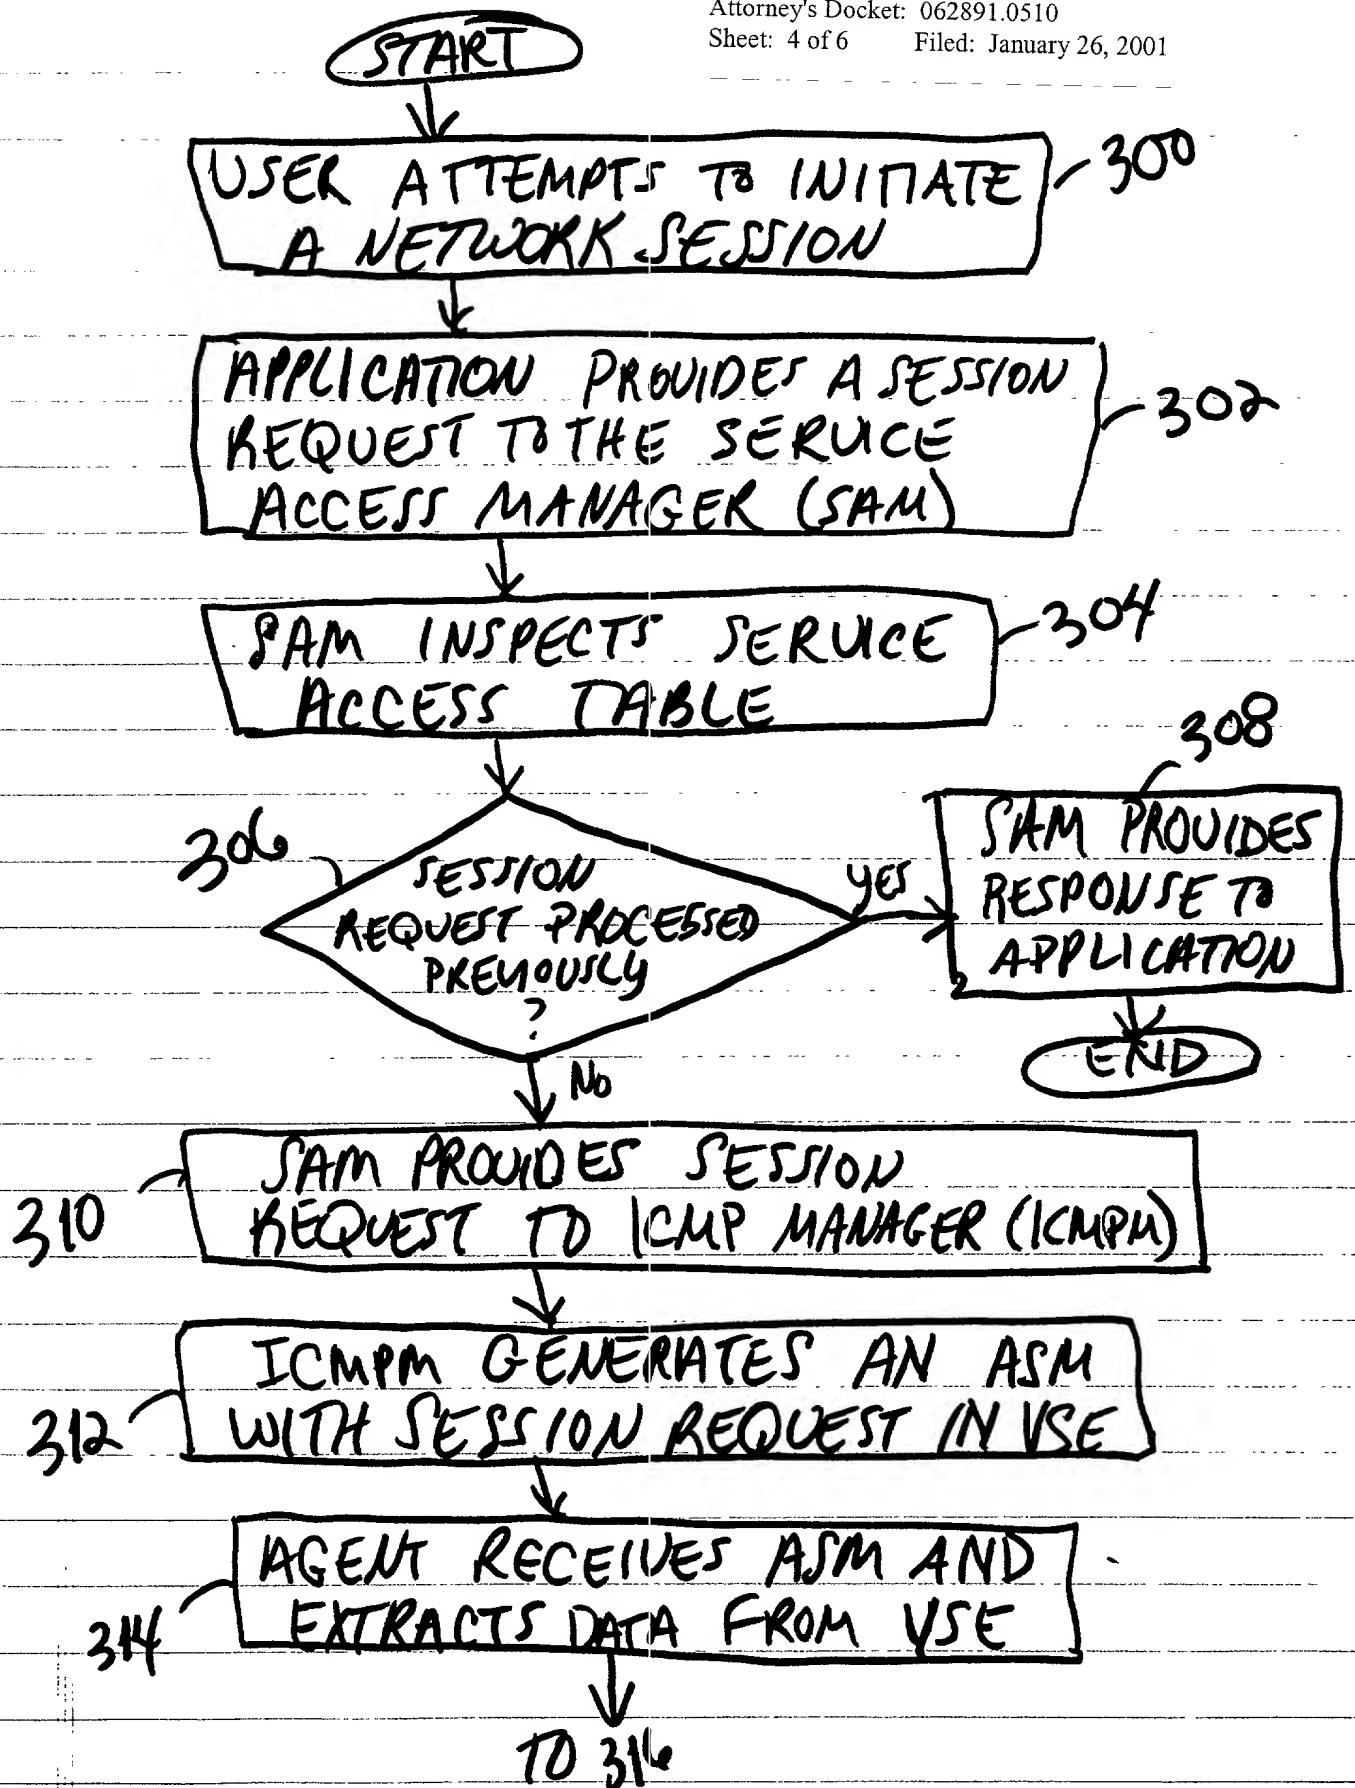 Attorney's Docket: 062891.0510
Sheet: 4 of 6 Filed: January 26, 2001
START
USER ATTEMPTS TO INITIATE
A NETWORK SESSION
300
APPLICATION PROVIDES A SESSION
REQUEST TO THE SERVICE
ACCESS MANAGER (SAM)
302
SAM INSPECTS SERVICE
ACCESS TABLE
304
306
SESSION
REQUEST PROCESSED
PREVIOUSLY
?
YES
308
SAM PROVIDES
RESPONSE TO
APPLICATION
END
No
310
SAM PROVIDES SESSION
REQUEST TO ICMP MANAGER (ICMPM)
312
ICMPM GENERATES AN ASM
WITH SESSION REQUEST IN VSE
314
AGENT RECEIVES ASM AND
EXTRACTS DATA FROM VSE
TO 316